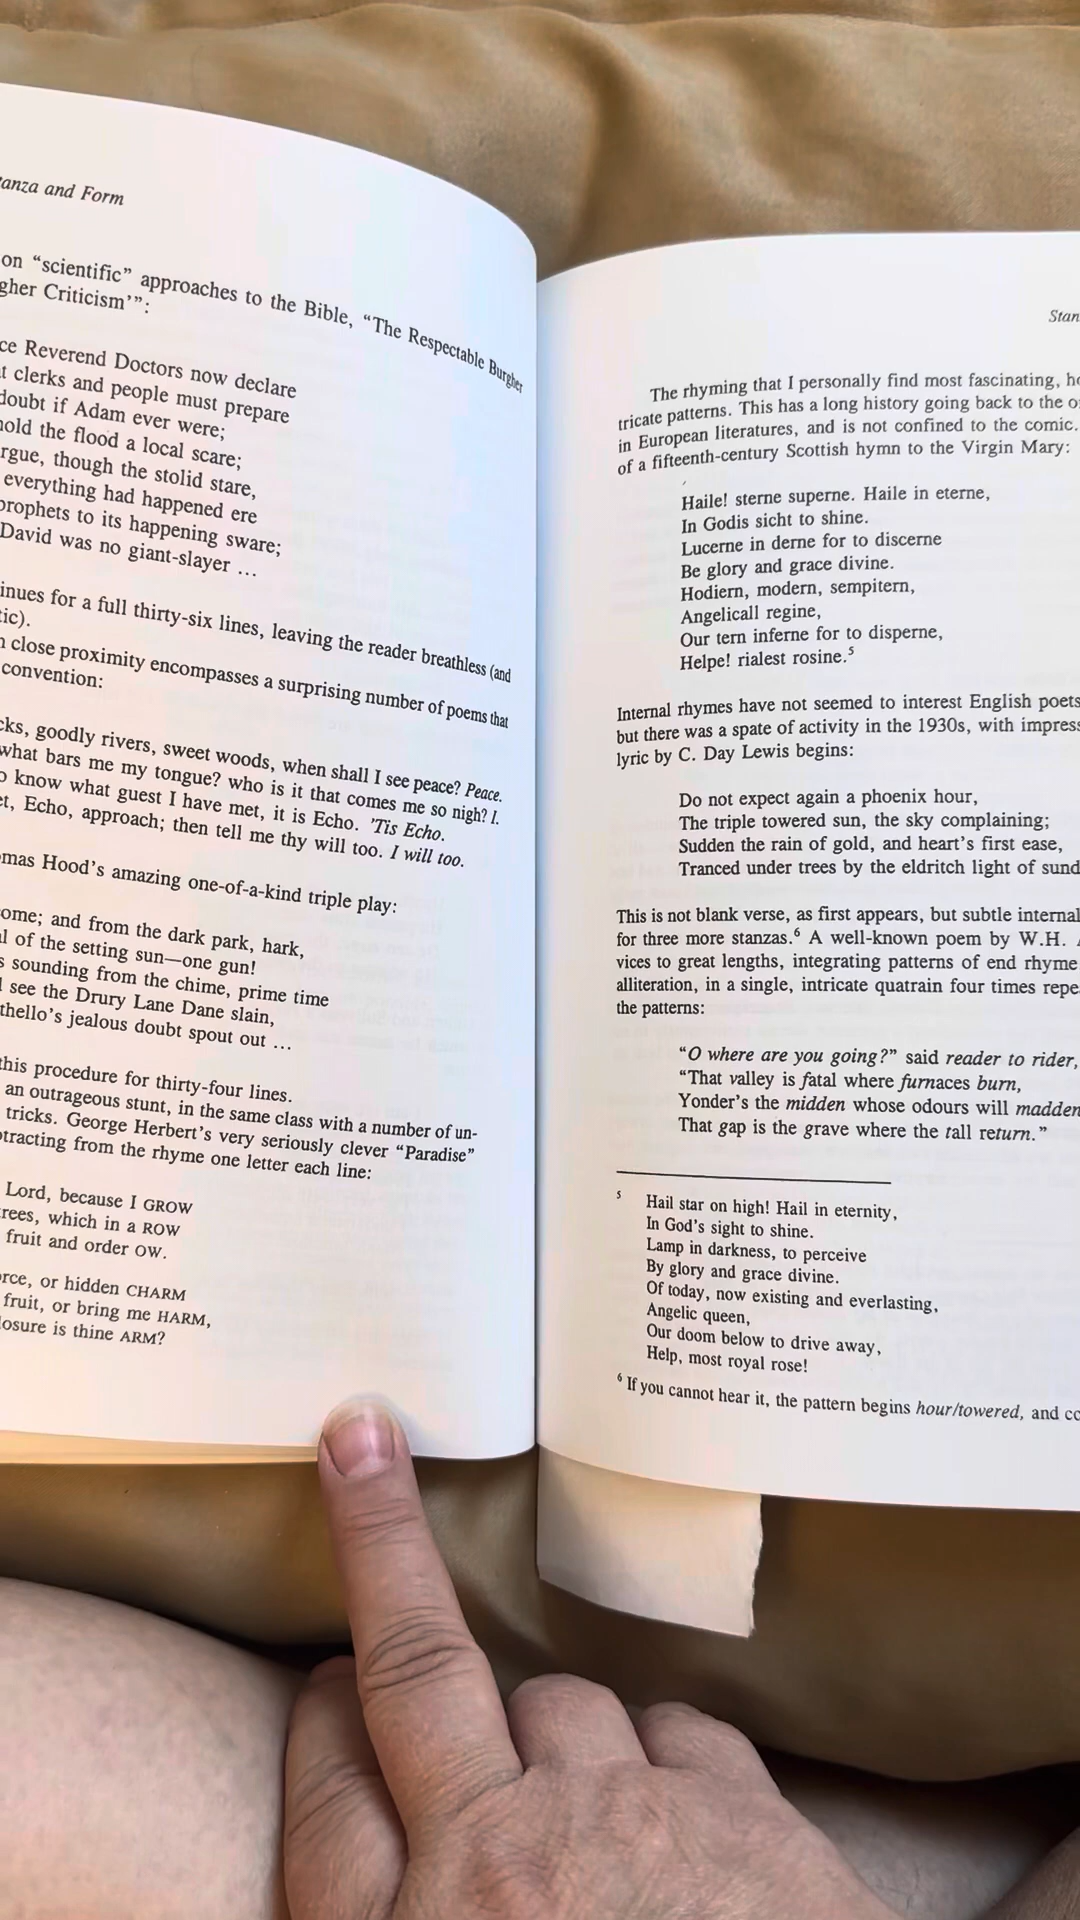 and Form
on “scientific” approaches to the Bible, “The Respectable Burgher
Criticism’”:
Reverend Doctors now declare
clerks and people must prepare
doubt if Adam ever were;
the flood a local scare;
though the stolid stare,
everything had happened ere
prophets to its happening sware;
David was no giant-slayer ...
for a full thirty-six lines, leaving the reader breathless (and
close proximity encompasses a surprising number of poems that
convention:
goodly rivers, sweet woods, when shall I see peace? Peace.
what bars me my tongue? who is it that comes me so nigh? I.
know what guest I have met, it is Echo. ’Tis Echo.
Echo, approach; then tell me thy will too. I will too.
Hood’s amazing one-of-a-kind triple play:
and from the dark park, hark,
of the setting sun—one gun!
sounding from the chime, prime time
see the Drury Lane Dane slain,
jealous doubt spout out ...
this procedure for thirty-four lines.
an outrageous stunt, in the same class with a number of un-
tricks. George Herbert’s very seriously clever “Paradise”
from the rhyme one letter each line:
Lord, because I GROW
which in a ROW
fruit and order OW.
or hidden CHARM
fruit, or bring me HARM,
is thine ARM?
The rhyming that I personally find most fascinating,
tricate patterns. This has a long history going back to the
in European literatures, and is not confined to the comic.
of a fifteenth-century Scottish hymn to the Virgin Mary:
Haile! sterne superne. Haile in eterne,
In Godis sicht to shine.
Lucerne in derne for to discerne
Be glory and grace divine.
Hodiern, modern, sempitern,
Angelicall regine,
Our tern inferne for to disperne,
Helpe! rialest rosine.5
Internal rhymes have not seemed to interest English poets
but there was a spate of activity in the 1930s, with
lyric by C. Day Lewis begins:
Do not expect again a phoenix hour,
The triple towered sun, the sky complaining;
Sudden the rain of gold, and heart’s first ease,
Tranced under trees by the eldritch light of
This is not blank verse, as first appears, but subtle internal
for three more stanzas.6 A well-known poem by W.H.
vices to great lengths, integrating patterns of end rhyme
alliteration, in a single, intricate quatrain four times
the patterns:
“O where are you going?” said reader to rider,
“That valley is fatal where furnaces burn,
Yonder’s the midden whose odours will madden
That gap is the grave where the tall return.”
5 Hail star on high! Hail in eternity,
In God’s sight to shine.
Lamp in darkness, to perceive
By glory and grace divine.
Of today, now existing and everlasting,
Angelic queen,
Our doom below to drive away,
Help, most royal rose!
6 If you cannot hear it, the pattern begins hour/towered, and